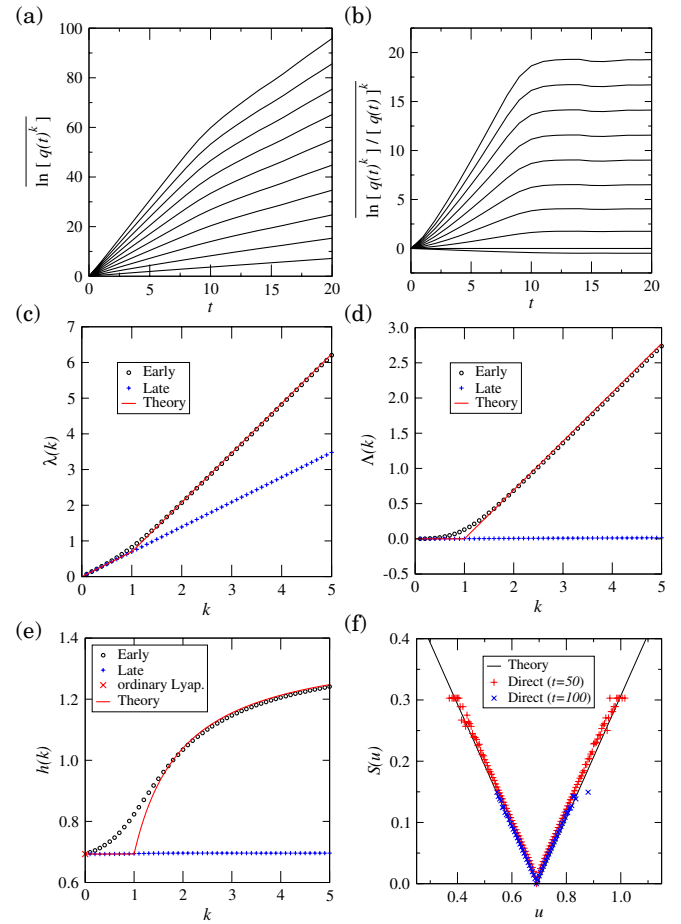 (a)
100
80
60
40
20
0
ln [ q(t)^k ]
0 5 10 15 20
t
(b)
20
15
10
5
0
ln [ q(t)^k ] / [ q(t) ]^k
0 5 10 15 20
t
(c)
7
6
5
4
3
2
1
0
λ(k)
Early
Late
Theory
0 1 2 3 4 5
k
(d)
3.0
2.5
2.0
1.5
1.0
0.5
0.0
-0.5
Λ(k)
Early
Late
Theory
0 1 2 3 4 5
k
(e)
1.4
1.2
1.0
0.8
0.6
h(k)
Early
Late
ordinary Lyap.
Theory
0 1 2 3 4 5
k
(f)
0.4
0.3
0.2
0.1
0.0
S(u)
Theory
Direct (t=50)
Direct (t=100)
0.4 0.6 0.8 1.0
u